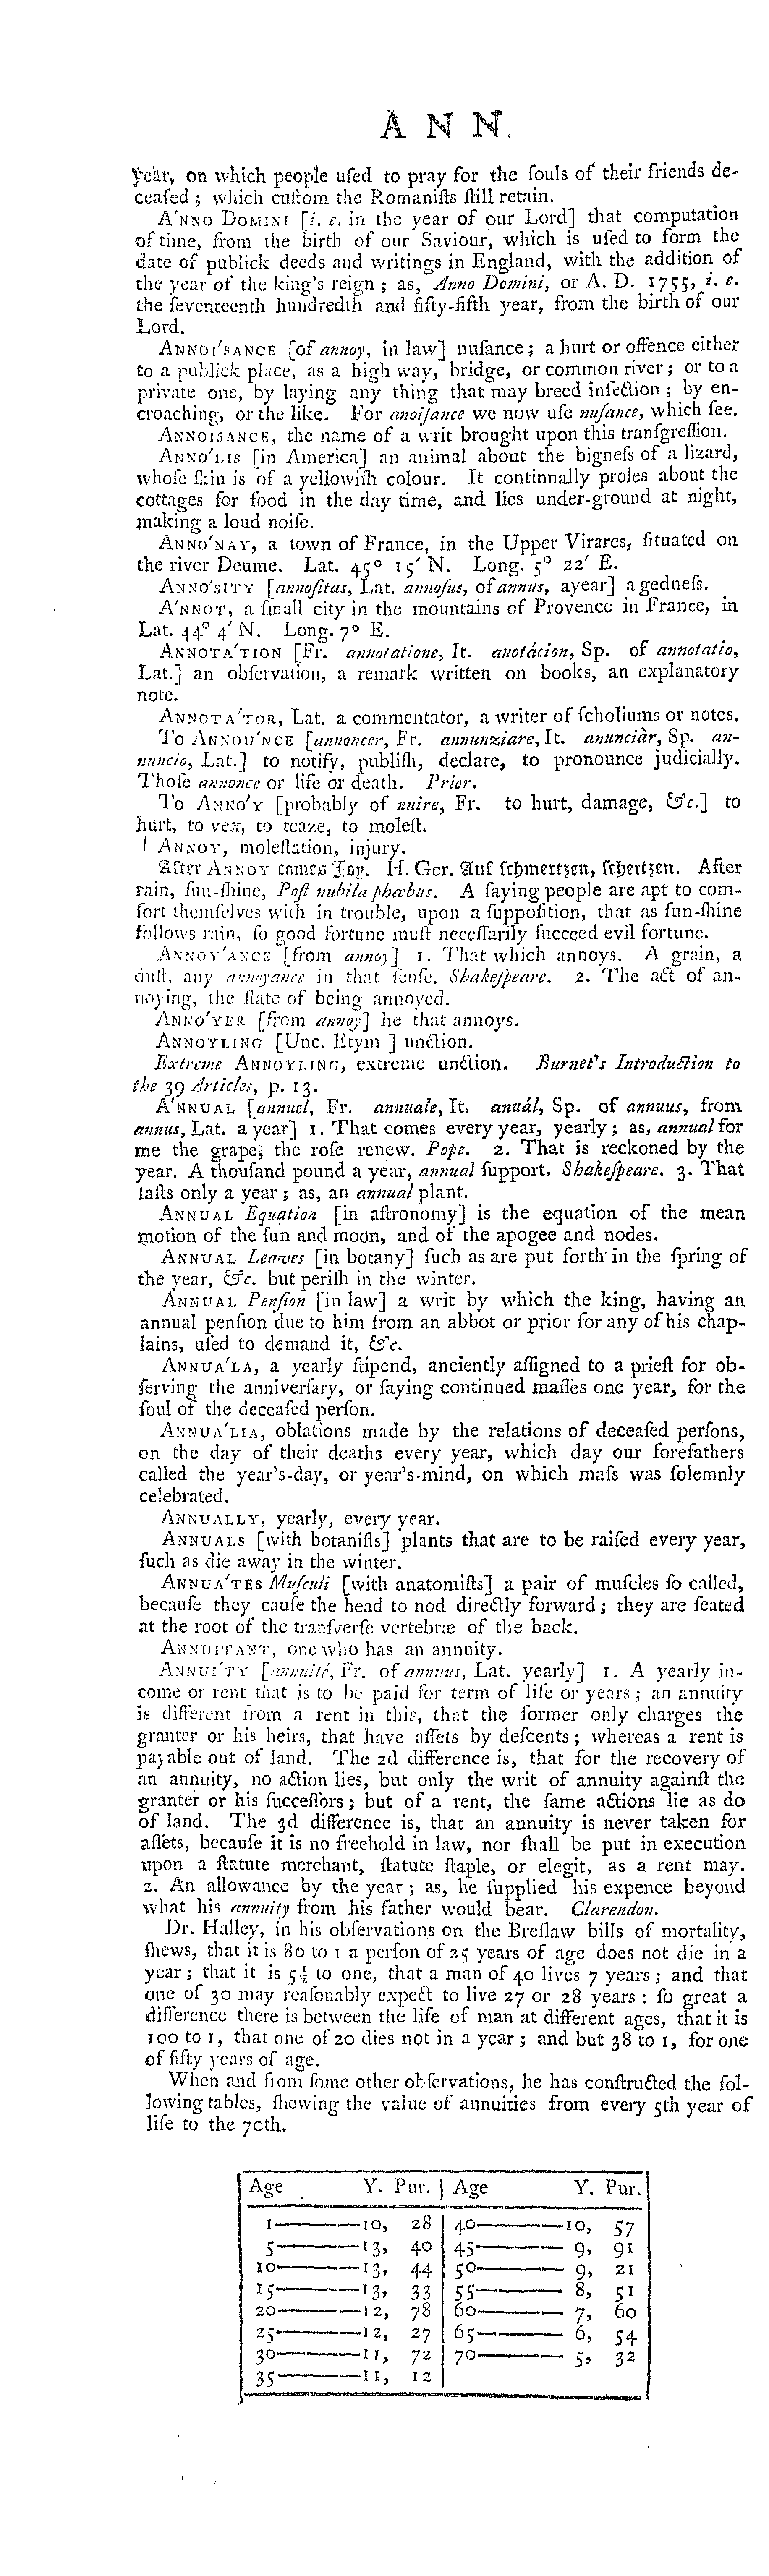 A N N
year, on which people uſed to pray for the ſouls of their friends de-
ceaſed; which cuſtom the Romaniſts ſtill retain.
A'NNO DOMINI [i. e. in the year of our Lord] that computation
of time, from the birth of our Saviour, which is uſed to form the
date of publick deeds and writings in England, with the addition of
the year of the king's reign; as, Anno Domini, or A. D. 1755, i. e.
the ſeventeenth hundredth and fifty-fifth year, from the birth of our
Lord.
ANNOI'SANCE [of annoy, in law] nuſance; a hurt or offence either
to a publick place, as a high way, bridge, or common river; or to a
private one, by laying any thing that may breed infection; by en-
croaching, or the like. For anoiſance we now uſe nuſance, which ſee.
ANNOISANCE, the name of a writ brought upon this tranſgreſſion.
ANNO'LIS [in America] an animal about the bigneſs of a lizard,
whoſe ſkin is of a yellowiſh colour. It continnally proles about the
cottages for food in the day time, and lies under-ground at night,
making a loud noiſe.
ANNO'NAY, a town of France, in the Upper Virares, ſituated on
the river Deume. Lat. 45° 15′ N. Long. 5° 22′ E.
ANNO'SITY [annoſitas, Lat. annoſus, of annus, a year] agedneſs.
A'NNOT, a ſmall city in the mountains of Provence in France, in
Lat. 44° 4′ N. Long. 7° E.
ANNOTA'TION [Fr. annotatione, It. anotácion, Sp. of annotatio,
Lat.] an obſervation, a remark written on books, an explanatory
note.
ANNOTA'TOR, Lat. a commentator, a writer of ſcholiums or notes.
To ANNOU'NCE [annoncer, Fr. annunziare, It. anunciàr, Sp. an-
nuncio, Lat.] to notify, publiſh, declare, to pronounce judicially.
Thoſe annonce or life or death. Prior.
To ANNO'Y [probably of nuire, Fr. to hurt, damage, &c.] to
hurt, to vex, to teaze, to moleſt.
ANNOY, moleſtation, injury.
After ANNOY comes Joy. H. Ger. Auf ſchmertzen, ſchertzen. After
rain, ſun-ſhine, Poſt nubila phœbus. A ſaying people are apt to com-
fort themſelves with in trouble, upon a ſuppoſition, that as ſun-ſhine
follows rain, ſo good fortune muſt neceſſarily ſucceed evil fortune.
ANNOY'ANCE [from annoy] 1. That which annoys. A grain, a
duſt, any annoyance in that ſenſe. Shakeſpeare. 2. The act of an-
noying, the ſtate of being annoyed.
ANNO'YER [from annoy] he that annoys.
ANNOYLING [Unc. Etym ] unction.
Extreme ANNOYLING, extreme unction. Burnet's Introduction to
the 39 Articles, p. 13.
A'NNUAL [annuel, Fr. annuale, It. anuál, Sp. of annuus, from
annus, Lat. a year] 1. That comes every year, yearly; as, annual for
me the grape; the roſe renew. Pope. 2. That is reckoned by the
year. A thouſand pound a year, annual ſupport. Shakeſpeare. 3. That
laſts only a year; as, an annual plant.
ANNUAL Equation [in aſtronomy] is the equation of the mean
motion of the ſun and moon, and of the apogee and nodes.
ANNUAL Leaves [in botany] ſuch as are put forth in the ſpring of
the year, &c. but periſh in the winter.
ANNUAL Penſion [in law] a writ by which the king, having an
annual penſion due to him from an abbot or prior for any of his chap-
lains, uſed to demand it, &c.
ANNUA'LA, a yearly ſtipend, anciently aſſigned to a prieſt for ob-
ſerving the anniverſary, or ſaying continued maſſes one year, for the
ſoul of the deceaſed perſon.
ANNUA'LIA, oblations made by the relations of deceaſed perſons,
on the day of their deaths every year, which day our forefathers
called the year's-day, or year's-mind, on which maſs was ſolemnly
celebrated.
ANNUALLY, yearly, every year.
ANNUALS [with botaniſts] plants that are to be raiſed every year,
ſuch as die away in the winter.
ANNUA'TES Muſculi [with anatomiſts] a pair of muſcles ſo called,
becauſe they cauſe the head to nod directly forward; they are ſeated
at the root of the tranſverſe vertebræ of the back.
ANNUITANT, one who has an annuity.
ANNUI'TY [annuité, Fr. of annuus, Lat. yearly] 1. A yearly in-
come or rent that is to be paid for term of life or years; an annuity
is different from a rent in this, that the former only charges the
granter or his heirs, that have aſſets by deſcents; whereas a rent is
payable out of land. The 2d difference is, that for the recovery of
an annuity, no action lies, but only the writ of annuity againſt the
granter or his ſucceſſors; but of a rent, the ſame actions lie as do
of land. The 3d difference is, that an annuity is never taken for
aſſets, becauſe it is no freehold in law, nor ſhall be put in execution
upon a ſtatute merchant, ſtatute ſtaple, or elegit, as a rent may.
2. An allowance by the year; as, he ſupplied his expence beyond
what his annuity from his father would bear. Clarendon.
Dr. Halley, in his obſervations on the Breſlaw bills of mortality,
ſhews, that it is 80 to 1 a perſon of 25 years of age does not die in a
year; that it is 5½ to one, that a man of 40 lives 7 years; and that
one of 30 may reaſonably expect to live 27 or 28 years: ſo great a
difference there is between the life of man at different ages, that it is
100 to 1, that one of 20 dies not in a year; and but 38 to 1, for one
of fifty years of age.
When and from ſome other obſervations, he has conſtructed the fol-
lowing tables, ſhewing the value of annuities from every 5th year of
life to the 70th.
Age Y. Pur. | Age Y. Pur.
1———10, 28 | 40———10, 57
5———13, 40 | 45——— 9, 91
10———13, 44 | 50——— 9, 21
15———13, 33 | 55——— 8, 51
20———12, 78 | 60——— 7, 60
25———12, 27 | 65——— 6, 54
30———11, 72 | 70——— 5, 32
35———11, 12